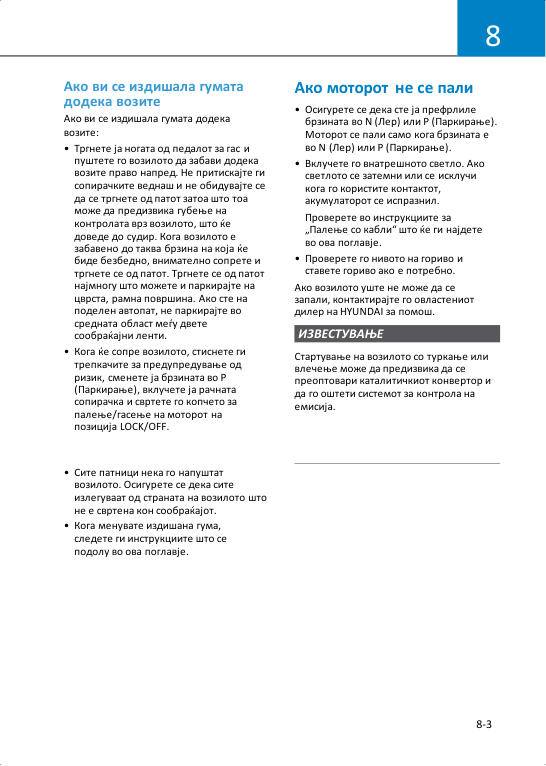 8
Ако ви се издишала гумата
додека возите
Ако ви се издишала гумата додека
возите:
• Тргнете ја ногата од педалот за гас и
пуштете го возилото да забави додека
возите право напред. Не притискајте ги
сопирачките веднаш и не обидувајте се
да се тргнете од патот затоа што тоа
може да предизвика губење на
контролата врз возилото, што ќе
доведе до судир. Кога возилото е
забавено до таква брзина на која ќе
биде безбедно, внимателно сопрете и
тргнете се од патот. Тргнете се од патот
најмногу што можете и паркирајте на
цврста, рамна површина. Ако сте на
поделен автопат, не паркирајте во
средната област меѓу двете
сообраќајни ленти.
• Кога ќе сопре возилото, стиснете ги
трепкачите за предупредување од
ризик, сменете ја брзината во P
(Паркирање), вклучете ја рачната
сопирачка и свртете го копчето за
палење/гасење на моторот на
позиција LOCK/OFF.
• Сите патници нека го напуштат
возилото. Осигурете се дека сите
излегуваат од страната на возилото што
не е свртена кон сообраќајот.
• Кога менувате издишана гума,
следете ги инструкциите што се
подолу во ова поглавје.
Ако моторот не се пали
• Осигурете се дека сте ја префрлиле
брзината во N (Лер) или P (Паркирање).
Моторот се пали само кога брзината е
во N (Лер) или P (Паркирање).
• Вклучете го внатрешното светло. Ако
светлото се затемни или се исклучи
кога го користите контактот,
акумулаторот се испразнил.
Проверете во инструкциите за
„Палење со кабли“ што ќе ги најдете
во ова поглавје.
• Проверете го нивото на гориво и
ставете гориво ако е потребно.
Ако возилото уште не може да се
запали, контактирајте го овластениот
дилер на HYUNDAI за помош.
ИЗВЕСТУВАЊЕ
Стартување на возилото со туркање или
влечење може да предизвика да се
преоптовари каталитичкиот конвертор и
да го оштети системот за контрола на
емисија.
8-3